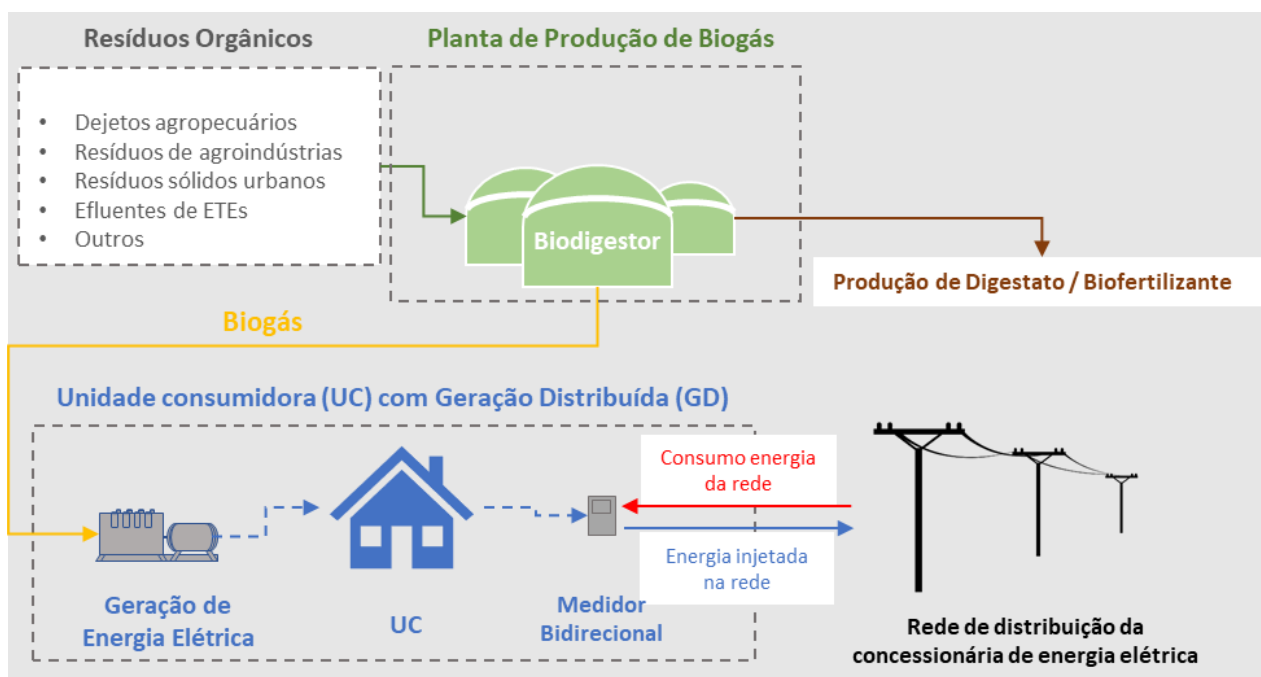 Resíduos Orgânicos
Planta de Produção de Biogás
• Dejetos agropecuários
• Resíduos de agroindústrias
• Resíduos sólidos urbanos
• Efluentes de ETEs
• Outros
Biodigestor
Produção de Digestato / Biofertilizante
Biogás
Unidade consumidora (UC) com Geração Distribuída (GD)
Consumo energia
da rede
Energia injetada
na rede
Geração de
Energia Elétrica
UC
Medidor
Bidirecional
Rede de distribuição da
concessionária de energia elétrica